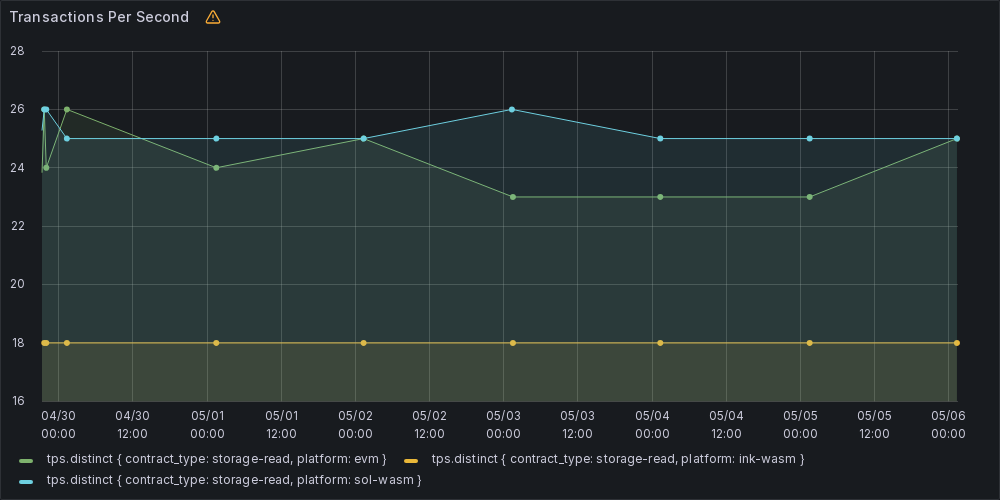 Transactions Per Second
28
26
24
22
20
18
16
04/30 04/30 05/01 05/01 05/02 05/02 05/03 05/03 05/04 05/04 05/05 05/05 05/06
00:00 12:00 00:00 12:00 00:00 12:00 00:00 12:00 00:00 12:00 00:00 12:00 00:00
tps.distinct { contract_type: storage-read, platform: evm } tps.distinct { contract_type: storage-read, platform: ink-wasm }
tps.distinct { contract_type: storage-read, platform: sol-wasm }